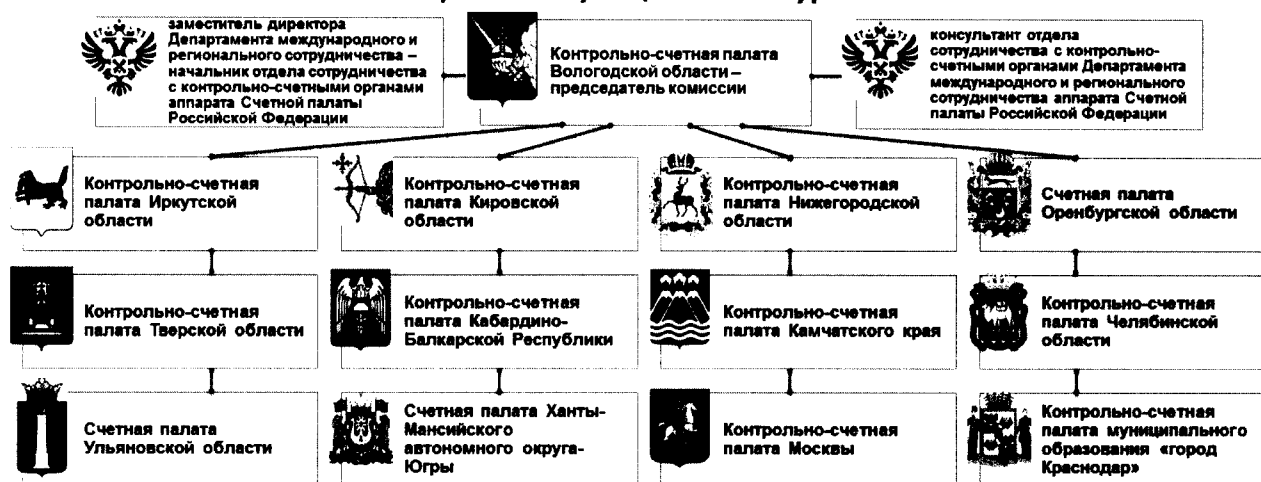 заместитель директора
Департамента международного и
регионального сотрудничества –
начальник отдела сотрудничества
с контрольно-счетными органами
аппарата Счетной палаты
Российской Федерации
Контрольно-счетная палата
Вологодской области –
председатель комиссии
консультант отдела
сотрудничества с контрольно-
счетными органами Департамента
международного и регионального
сотрудничества аппарата Счетной
палаты Российской Федерации
Контрольно-счетная
палата Иркутской
области
Контрольно-счетная
палата Кировской
области
Контрольно-счетная
палата Нижегородской
области
Счетная палата
Оренбургской области
Контрольно-счетная
палата Тверской области
Контрольно-счетная
палата Кабардино-
Балкарской Республики
Контрольно-счетная
палата Камчатского края
Контрольно-счетная
палата Челябинской
области
Счетная палата
Ульяновской области
Счетная палата Ханты-
Мансийского
автономного округа-
Югры
Контрольно-счетная
палата Москвы
Контрольно-счетная
палата муниципального
образования «город
Краснодар»